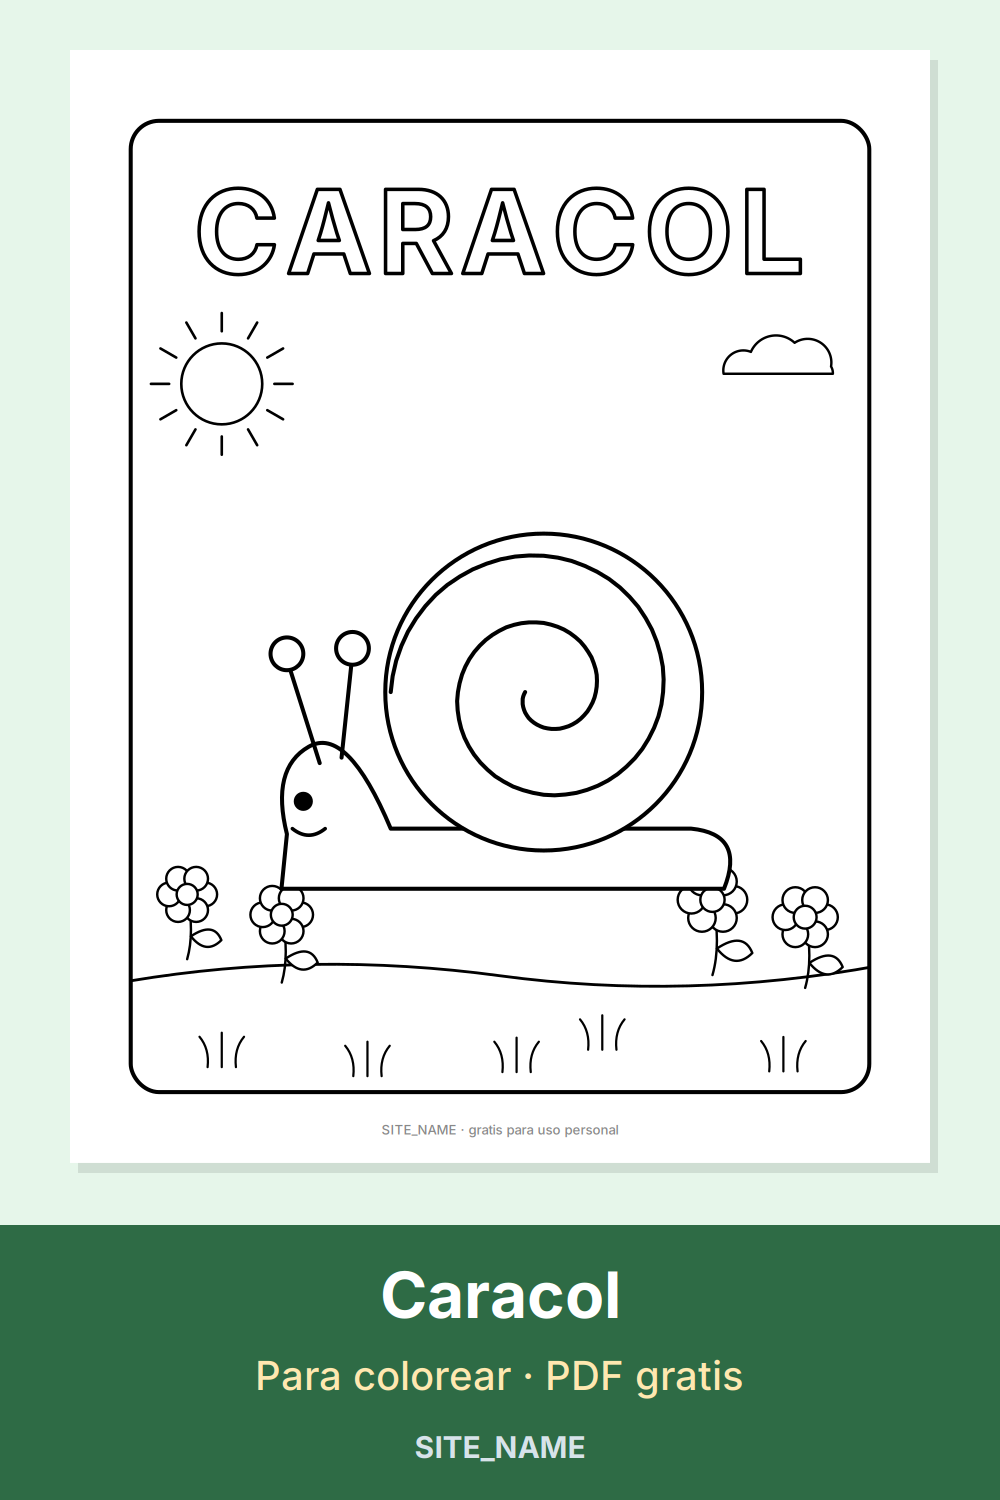 CARACOL
SITE_NAME · gratis para uso personal
Caracol
Para colorear · PDF gratis
SITE_NAME